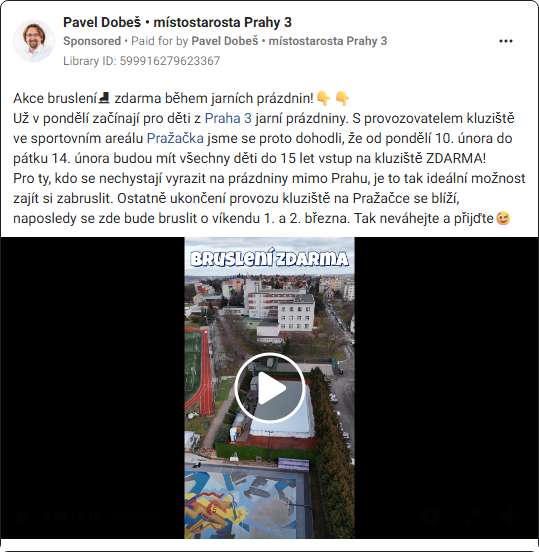 Pavel Dobeš • místostarosta Prahy 3
Sponsored • Paid for by Pavel Dobeš • místostarosta Prahy 3
Library ID: 599916279623367
Akce bruslení⛸ zdarma během jarních prázdnin!👇👇
Už v pondělí začínají pro děti z Praha 3 jarní prázdniny. S provozovatelem kluziště
ve sportovním areálu Pražačka jsme se proto dohodli, že od pondělí 10. února do
pátku 14. února budou mít všechny děti do 15 let vstup na kluziště ZDARMA!
Pro ty, kdo se nechystají vyrazit na prázdniny mimo Prahu, je to tak ideální možnost
zajít si zabruslit. Ostatně ukončení provozu kluziště na Pražačce se blíží,
naposledy se zde bude bruslit o víkendu 1. a 2. března. Tak neváhejte a přijďte😉
BRUSLENÍ ZDARMA